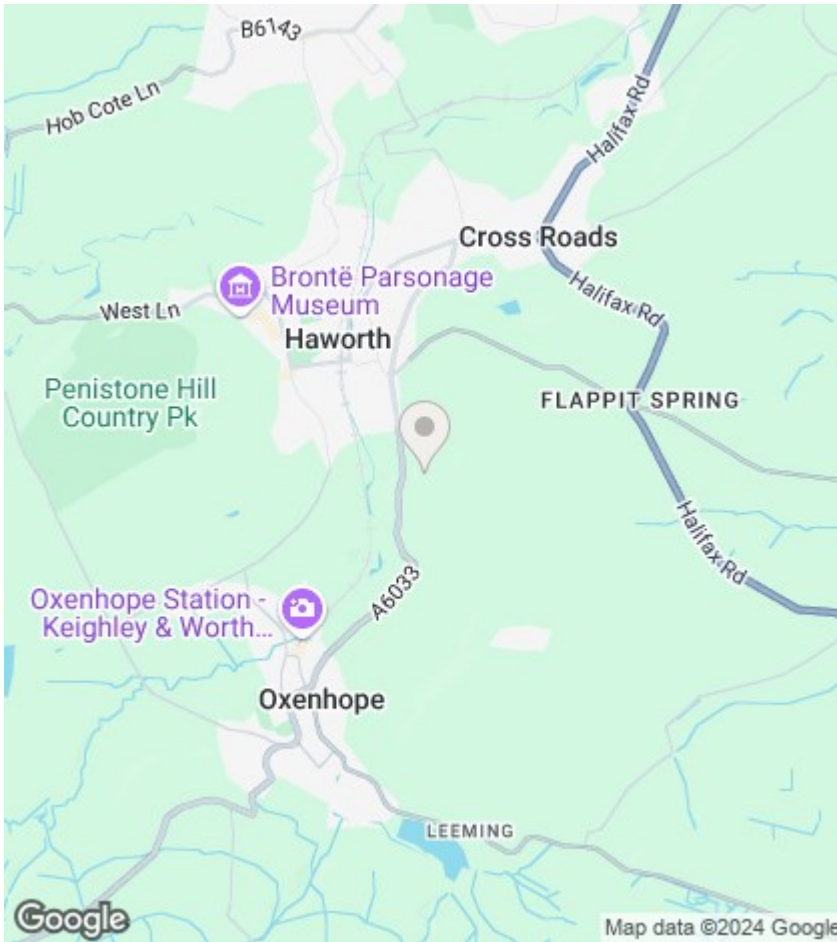 B6143
Hob Cote Ln
Halifax Rd
Cross Roads
Brontë Parsonage
Museum
Halifax Rd
West Ln
Haworth
Penistone Hill
Country Pk
FLAPPIT SPRING
Halifax Rd
Oxenhope Station -
Keighley & Worth...
A6033
Oxenhope
LEEMING
Google
Map data ©2024 Google